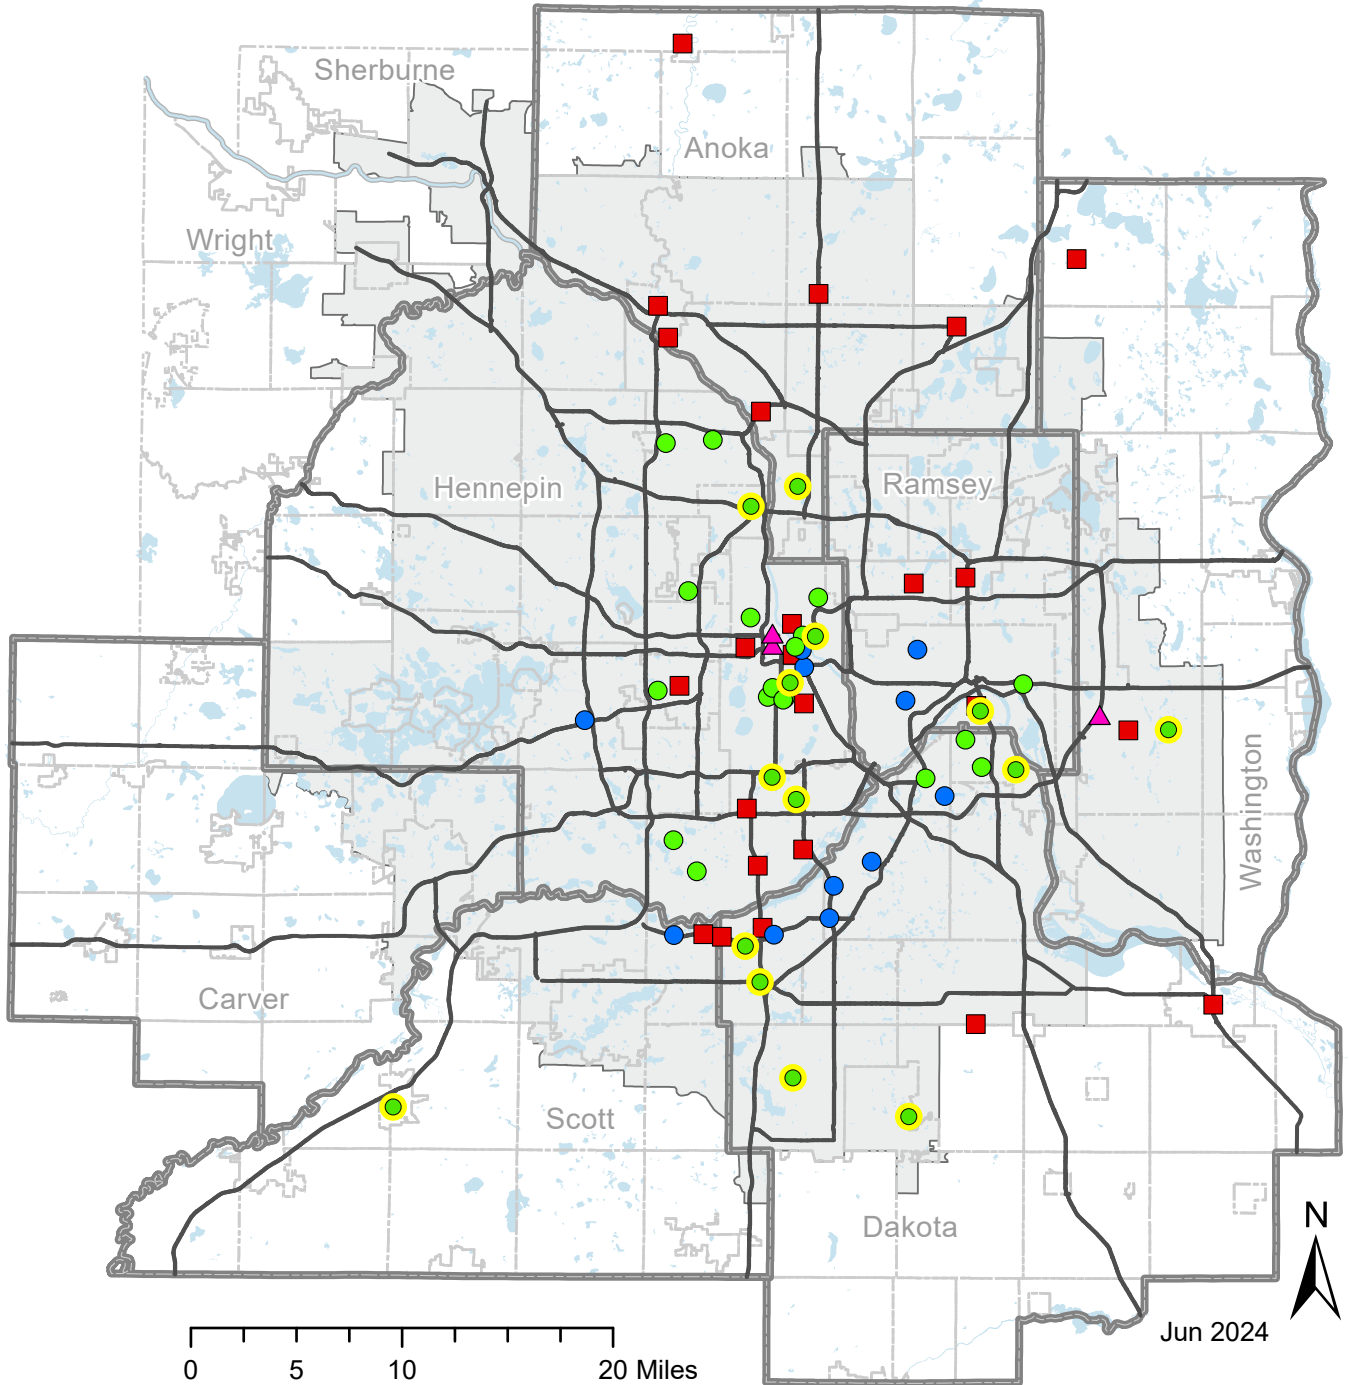 Sherburne
Anoka
Wright
Hennepin
Ramsey
Washington
Carver
Scott
Dakota
N
Jun 2024
0 5 10 20 Miles